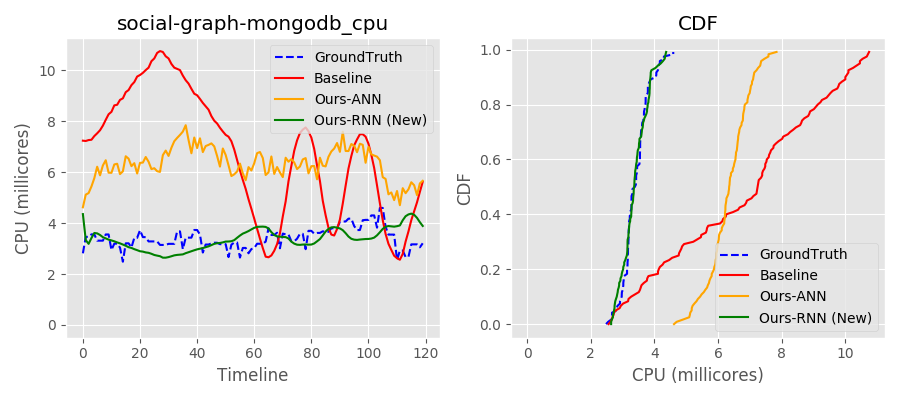 social-graph-mongodb_cpu
CPU (millicores)
10
8
6
4
2
0
GroundTruth
Baseline
Ours-ANN
Ours-RNN (New)
0 20 40 60 80 100 120
Timeline
CDF
CDF
1.0
0.8
0.6
0.4
0.2
0.0
GroundTruth
Baseline
Ours-ANN
Ours-RNN (New)
0 2 4 6 8 10
CPU (millicores)